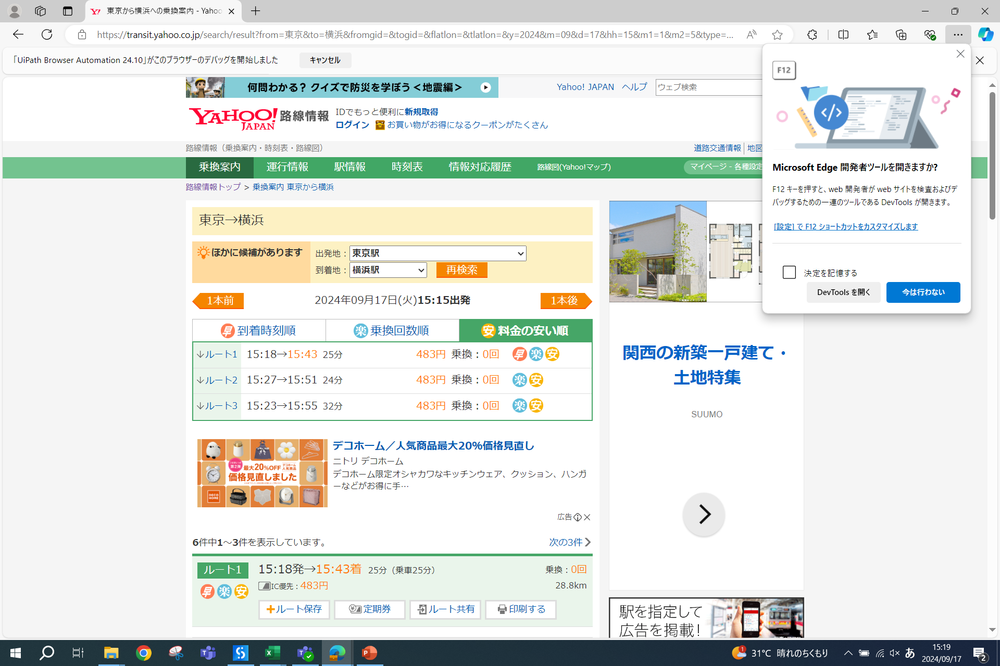 東京から横浜への乗換案内 - Yahoo
https://transit.yahoo.co.jp/search/result?from=東京&to=横浜&fromgid=&togid=&flatlon=&tlatlon=&y=2024&m=09&d=17&hh=15&m1=1&m2=5&type=...
「UiPath Browser Automation 24.10」がこのブラウザーのデバッグを開始しました
キャンセル
何問わかる？ クイズで防災を学ぼう＜地震編＞
Yahoo! JAPAN ヘルプ
ウェブ検索
YAHOO! JAPAN 路線情報
IDでもっと便利に新規取得
ログイン お買い物がお得になるクーポンがたくさん
路線情報（乗換案内・時刻表・路線図）
道路交通情報 地図
乗換案内 運行情報 駅情報 時刻表 情報対応履歴 路線図(Yahoo!マップ) マイページ - 各種設定
路線情報トップ > 乗換案内 東京から横浜
東京→横浜
ほかに候補があります
出発地： 東京駅
到着地： 横浜駅 再検索
1本前 2024年09月17日(火)15:15出発 1本後
早 到着時刻順 楽 乗換回数順 安 料金の安い順
↓ルート1 15:18→15:43 25分 483円 乗換：0回 早 楽 安
↓ルート2 15:27→15:51 24分 483円 乗換：0回 楽 安
↓ルート3 15:23→15:55 32分 483円 乗換：0回 楽 安
第2弾
最大20%OFF デコホーム人気商品
価格見直しました
DECO HOME
デコホーム／人気商品最大20%価格見直し
ニトリ デコホーム
デコホーム限定オシャカワなキッチンウェア、クッション、ハンガ
ーなどがお得に手…
広告
6件中1～3件を表示しています。 次の3件
ルート1 15:18発→15:43着 25分（乗車25分） 乗換：0回
早 楽 安 IC優先：483円 28.8km
ルート保存 定期券 ルート共有 印刷する
関西の新築一戸建て・
土地特集
SUUMO
駅を指定して
広告を掲載！
F12
Microsoft Edge 開発者ツールを開きますか?
F12 キーを押すと、web 開発者が web サイトを検査およびデ
バッグするための一連のツールである DevTools が開きます。
[設定] で F12 ショートカットをカスタマイズします
決定を記憶する
DevTools を開く 今は行わない
1 31°C 晴れのちくもり あ 15:19
2024/09/17 2